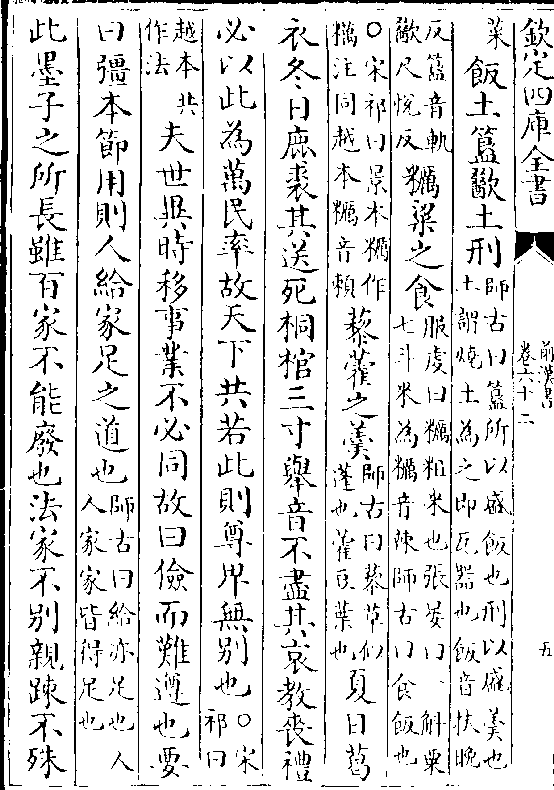 欽定四庫全書
前漢書
卷六十二
五
菜
飯土簋歠土刑
師古曰簋所以盛飯也刑以盛羹也
土謂燒土為之即瓦器也飯音扶晚
反簋音軌
歠尺悅反
糲粱之食
服虔曰糲粗米也張晏曰一斛粟
七斗米為糲音辣師古曰食飯也
○宋祁曰景本糲作
注同越本糲音賴
藜藿之羹
師古曰藜草似
蓬也藿豆葉也
夏日葛
衣冬日鹿裘其送死桐棺三寸舉音不盡其哀教喪禮
必以此為萬民率故天下共若此則尊卑無别也
○宋
祁曰
越本共
作法
夫世異時移事業不必同故曰儉而難遵也要
曰彊本節用則人給家足之道也
師古曰給亦足也人
人家家皆得足也
此墨子之所長雖百家不能廢也法家不别親踈不殊